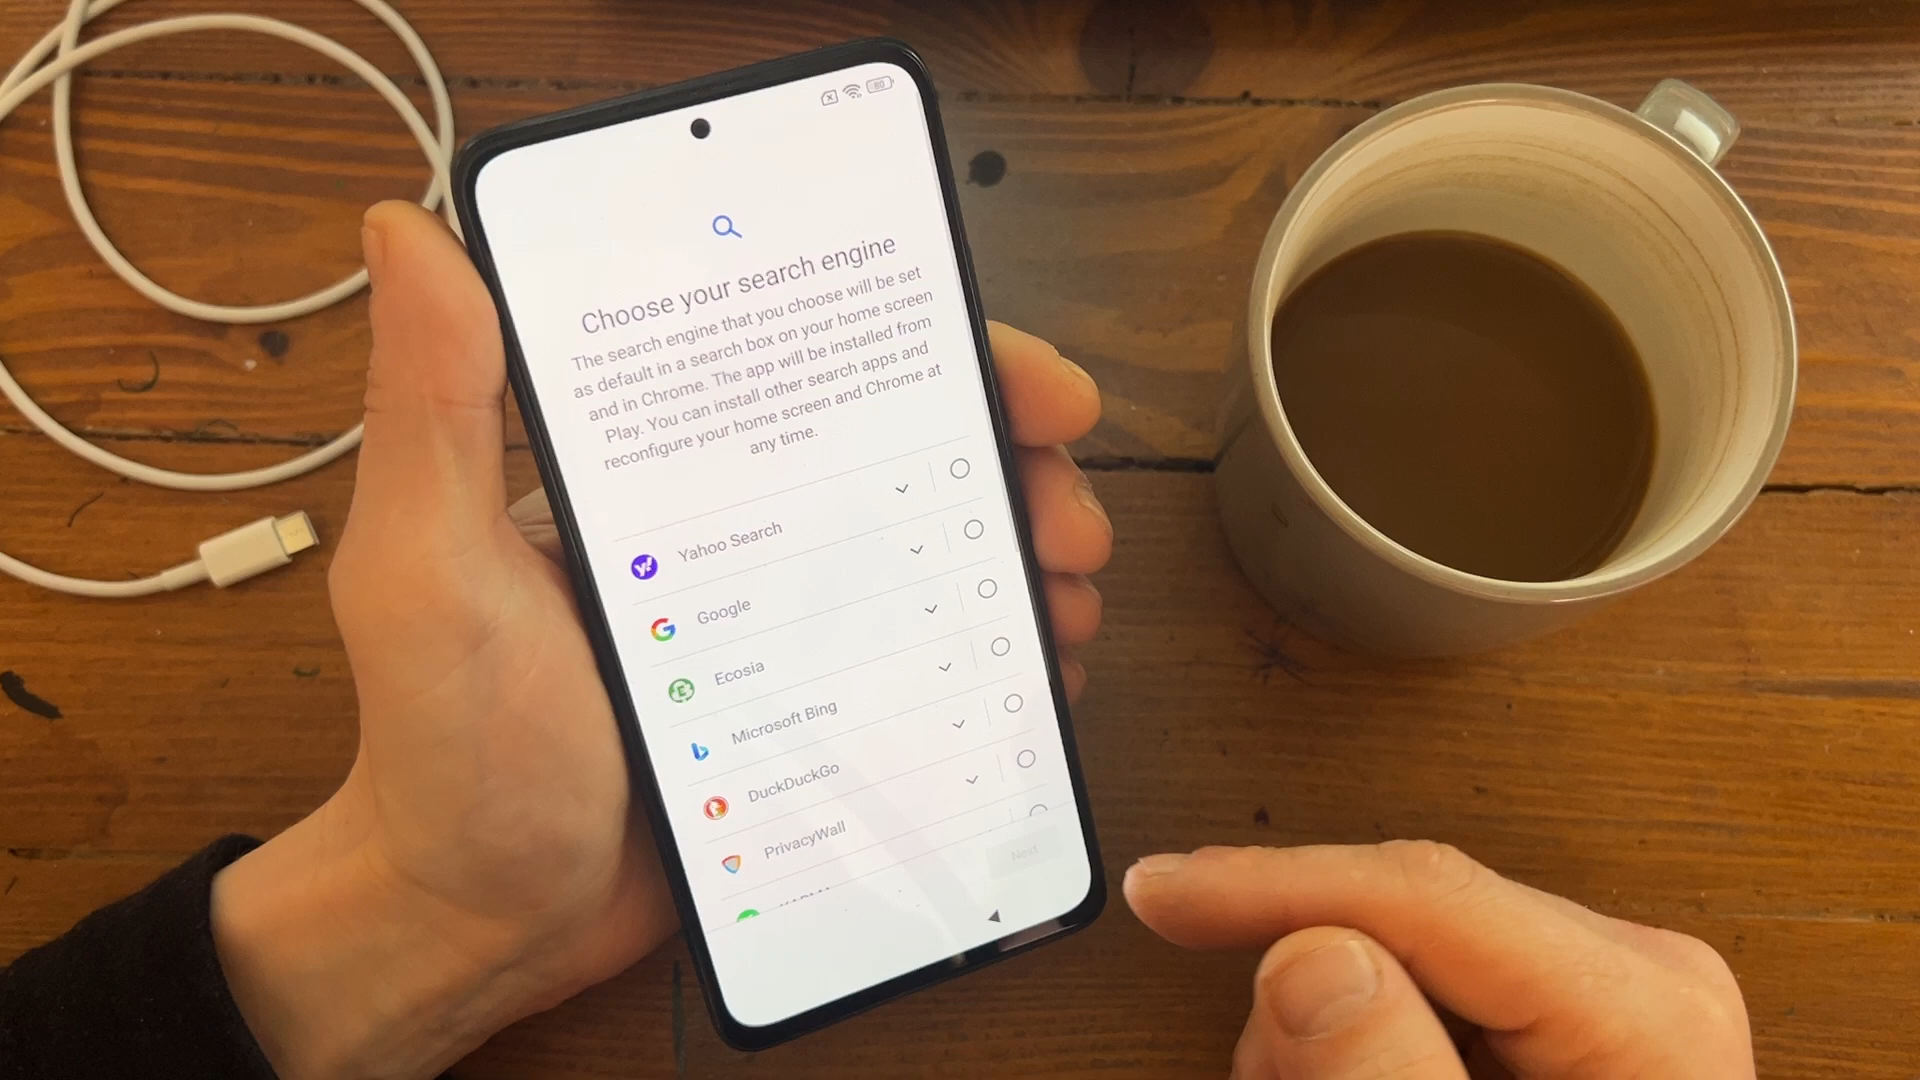 80
Choose your search engine
The search engine that you choose will be set
as default in a search box on your home screen
and in Chrome. The app will be installed from
Play. You can install other search apps and
reconfigure your home screen and Chrome at
any time.
Yahoo Search
Google
Ecosia
Microsoft Bing
DuckDuckGo
PrivacyWall
Next